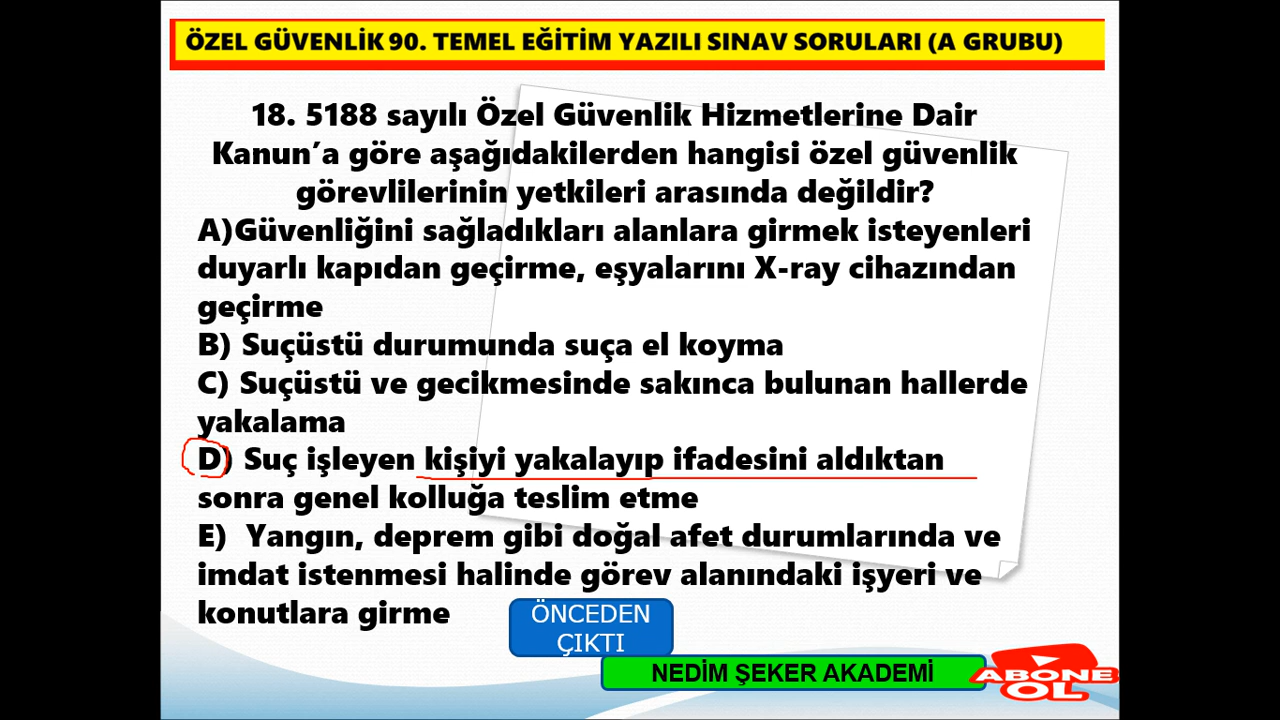 ÖZEL GÜVENLİK 90. TEMEL EĞİTİM YAZILI SINAV SORULARI (A GRUBU)
18. 5188 sayılı Özel Güvenlik Hizmetlerine Dair
Kanun’a göre aşağıdakilerden hangisi özel güvenlik
görevlilerinin yetkileri arasında değildir?
A)Güvenliğini sağladıkları alanlara girmek isteyenleri
duyarlı kapıdan geçirme, eşyalarını X-ray cihazından
geçirme
B) Suçüstü durumunda suça el koyma
C) Suçüstü ve gecikmesinde sakınca bulunan hallerde
yakalama
D) Suç işleyen kişiyi yakalayıp ifadesini aldıktan
sonra genel kolluğa teslim etme
E)  Yangın, deprem gibi doğal afet durumlarında ve
imdat istenmesi halinde görev alanındaki işyeri ve
konutlara girme
ÖNCEDEN
ÇIKTI
NEDİM ŞEKER AKADEMİ
ABONE
OL